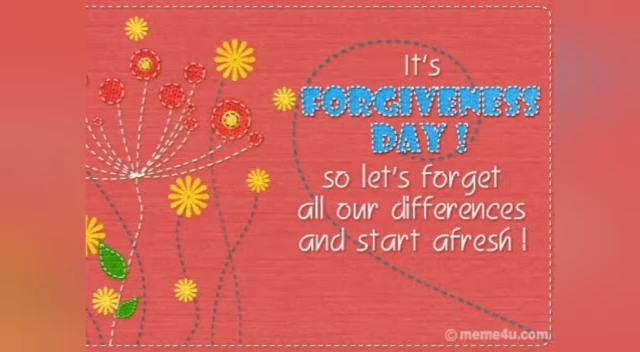 It's
FORGIVENESS
DAY !
so let's forget
all our differences
and start afresh !
© meme4u.com